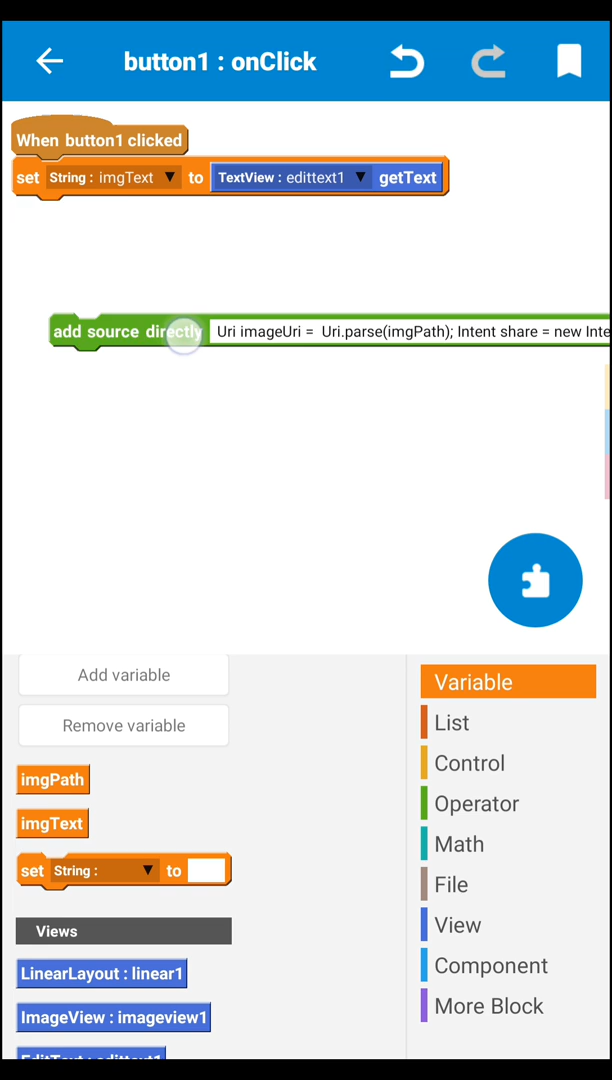 button1 : onClick
When button1 clicked
set String : imgText ▼ to TextView : edittext1 ▼ getText
add source directly Uri imageUri = Uri.parse(imgPath); Intent share = new Inte
Add variable
Remove variable
imgPath
imgText
set String : ▼ to
Views
LinearLayout : linear1
ImageView : imageview1
EditText : edittext1
Variable
List
Control
Operator
Math
File
View
Component
More Block